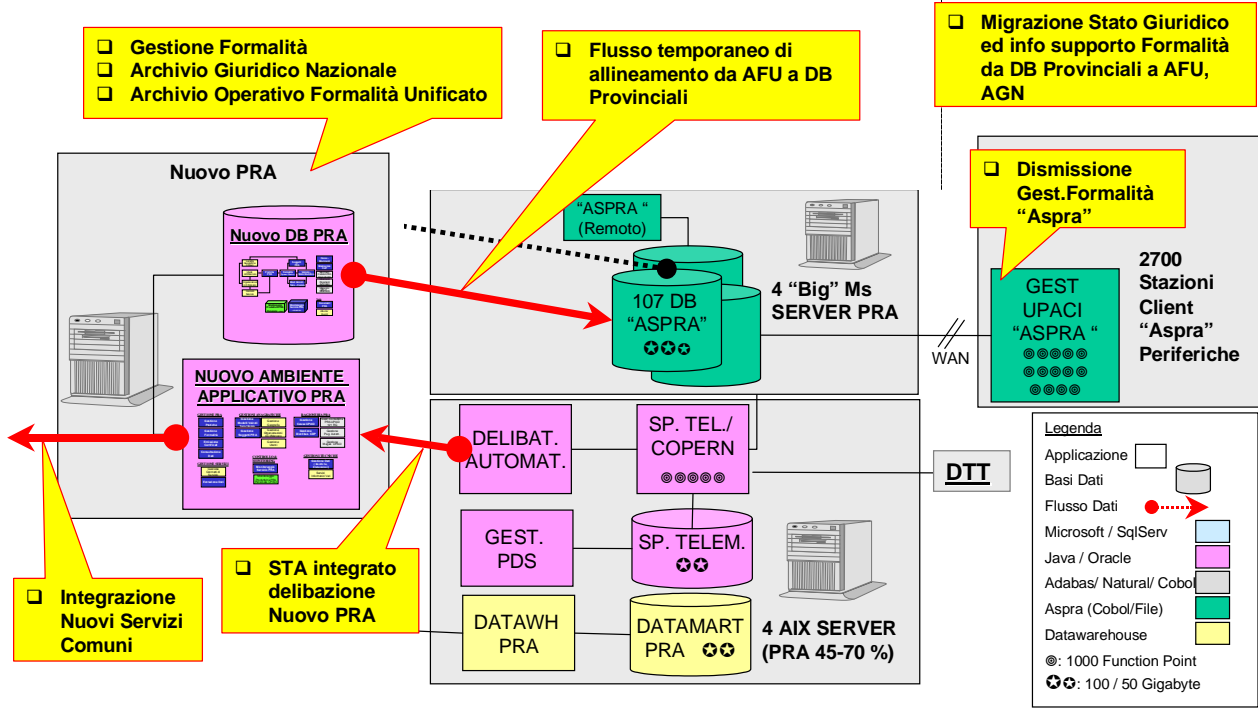 ❑ Gestione Formalità
❑ Archivio Giuridico Nazionale
❑ Archivio Operativo Formalità Unificato
❑ Flusso temporaneo di
allineamento da AFU a DB
Provinciali
❑ Migrazione Stato Giuridico
ed info supporto Formalità
da DB Provinciali a AFU,
AGN
Nuovo PRA
Nuovo DB PRA
NUOVO AMBIENTE
APPLICATIVO PRA
"ASPRA "
(Remoto)
107 DB
"ASPRA"
✪✪✪
4 “Big” Ms
SERVER PRA
WAN
❑ Dismissione
Gest.Formalità
“Aspra”
GEST
UPACI
"ASPRA “
◎◎◎◎◎
◎◎◎◎◎
◎◎◎◎
2700
Stazioni
Client
“Aspra”
Periferiche
DELIBAT.
AUTOMAT.
SP. TEL./
COPERN
◎◎◎◎◎
DTT
GEST.
PDS
SP. TELEM.
✪✪
DATAWH
PRA
DATAMART
PRA ✪✪
4 AIX SERVER
(PRA 45-70 %)
❑ STA integrato
delibazione
Nuovo PRA
❑ Integrazione
Nuovi Servizi
Comuni
Legenda
Applicazione
Basi Dati
Flusso Dati
Microsoft / SqlServ
Java / Oracle
Adabas/ Natural/ Cobol
Aspra (Cobol/File)
Datawarehouse
◎: 1000 Function Point
✪✪: 100 / 50 Gigabyte